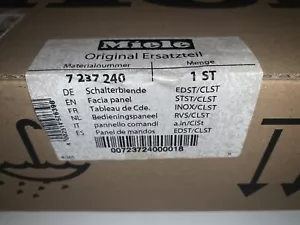 Miele
Original Ersatzteil
Materialnummer Menge
7 237 240 1 ST
DE Schalterblende EDST/CLST
EN Facia panel STST/CLST
FR Tableau de Cde. INOX/CLST
NL Bedieningspaneel RVS/CLST
IT pannello comandi a.in/ClSt
ES Panel de mandos EDST/CLST
00723724000018